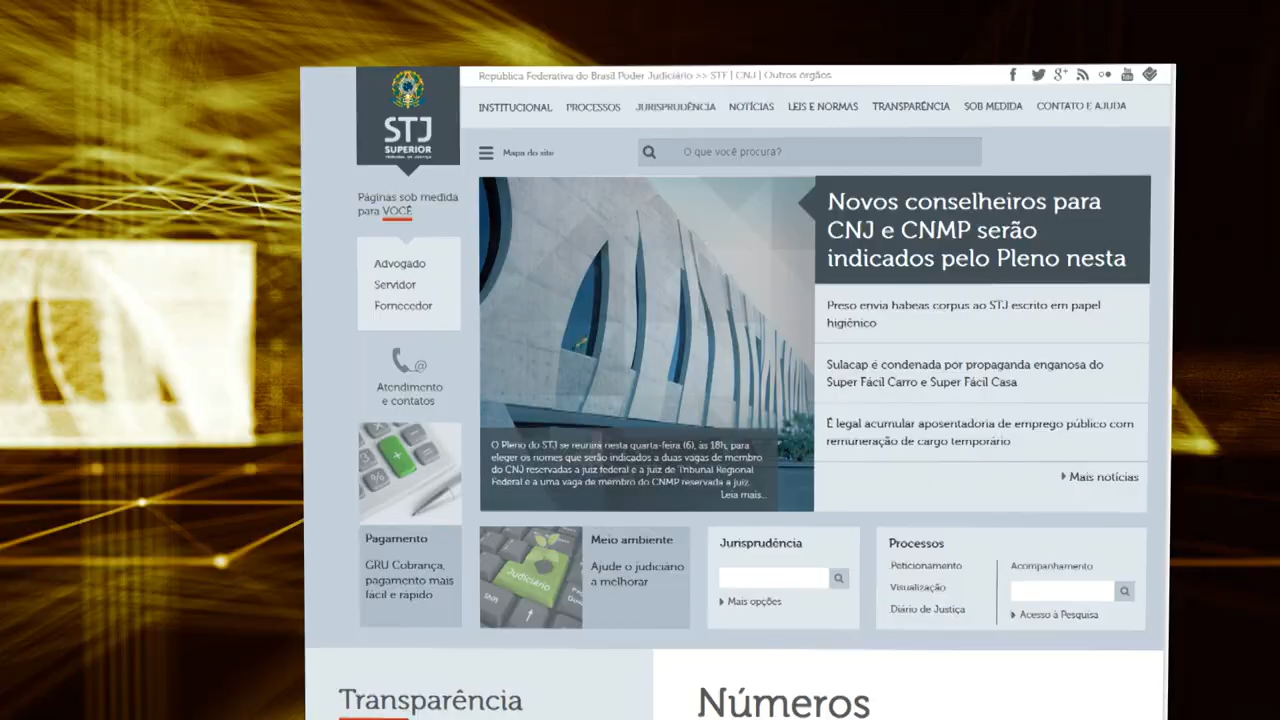 República Federativa do Brasil Poder Judiciário >> STF | CNJ | Outros órgãos
INSTITUCIONAL PROCESSOS JURISPRUDÊNCIA NOTÍCIAS LEIS E NORMAS TRANSPARÊNCIA SOB MEDIDA CONTATO E AJUDA
STJ
SUPERIOR
TRIBUNAL DE JUSTIÇA
Mapa do site
O que você procura?
Páginas sob medida
para VOCÊ
Advogado
Servidor
Fornecedor
Atendimento
e contatos
Novos conselheiros para
CNJ e CNMP serão
indicados pelo Pleno nesta
Preso envia habeas corpus ao STJ escrito em papel
higiênico
Sulacap é condenada por propaganda enganosa do
Super Fácil Carro e Super Fácil Casa
É legal acumular aposentadoria de emprego público com
remuneração de cargo temporário
Mais notícias
O Pleno do STJ se reunirá nesta quarta-feira (6), às 18h, para
eleger os nomes que serão indicados a duas vagas de membro
do CNJ reservadas a juiz federal e a juiz de Tribunal Regional
Federal e a uma vaga de membro do CNMP reservada a juiz.
Leia mais...
Pagamento
GRU Cobrança,
pagamento mais
fácil e rápido
Judiciário
Shift
Meio ambiente
Ajude o judiciário
a melhorar
Jurisprudência
Mais opções
Processos
Peticionamento
Visualização
Diário de Justiça
Acompanhamento
Acesso à Pesquisa
Transparência
Números